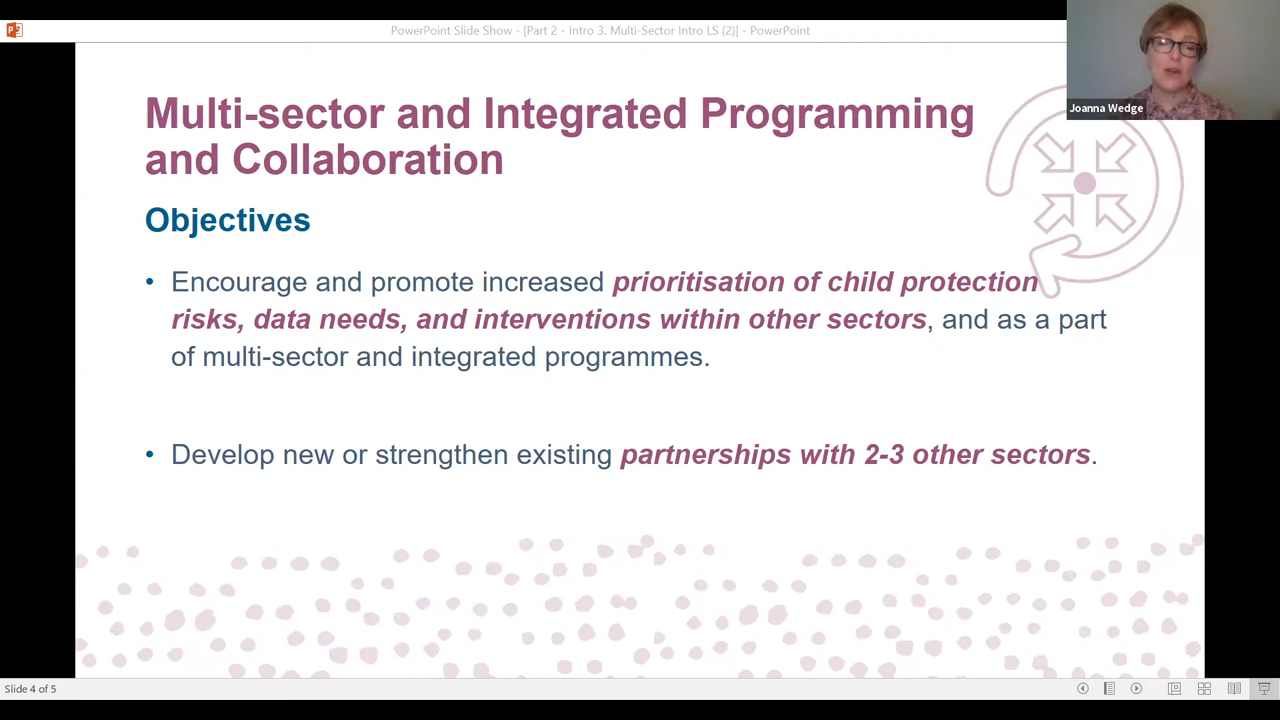 PowerPoint Slide Show - [Part 2 - Intro 3. Multi-Sector Intro LS (2)] - PowerPoint
Joanna Wedge
Multi-sector and Integrated Programming
and Collaboration
Objectives
• Encourage and promote increased prioritisation of child protection
risks, data needs, and interventions within other sectors, and as a part
of multi-sector and integrated programmes.
• Develop new or strengthen existing partnerships with 2-3 other sectors.
Slide 4 of 5